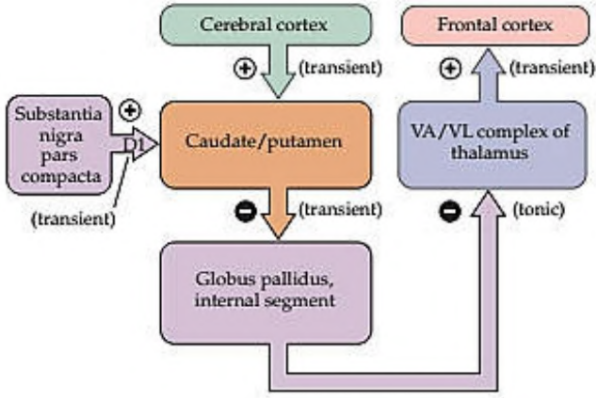 Cerebral cortex
Frontal cortex
+
(transient)
+
(transient)
Substantia
nigra
pars
compacta
+
D1
(transient)
Caudate/putamen
VA/VL complex of
thalamus
−
(transient)
−
(tonic)
Globus pallidus,
internal segment